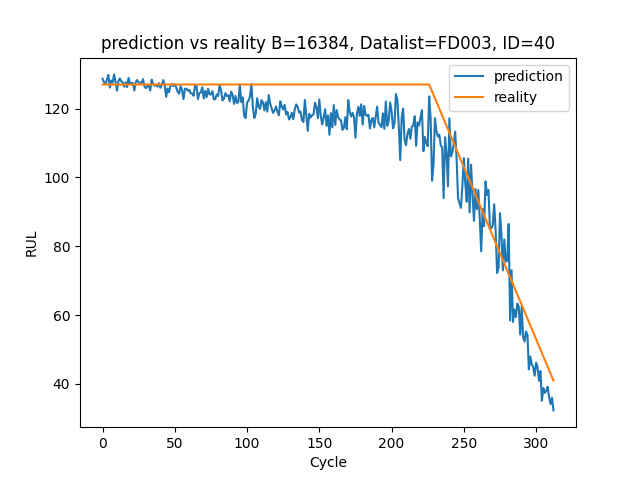 prediction vs reality B=16384, Datalist=FD003, ID=40
prediction
reality
RUL
120
100
80
60
40
0 50 100 150 200 250 300
Cycle